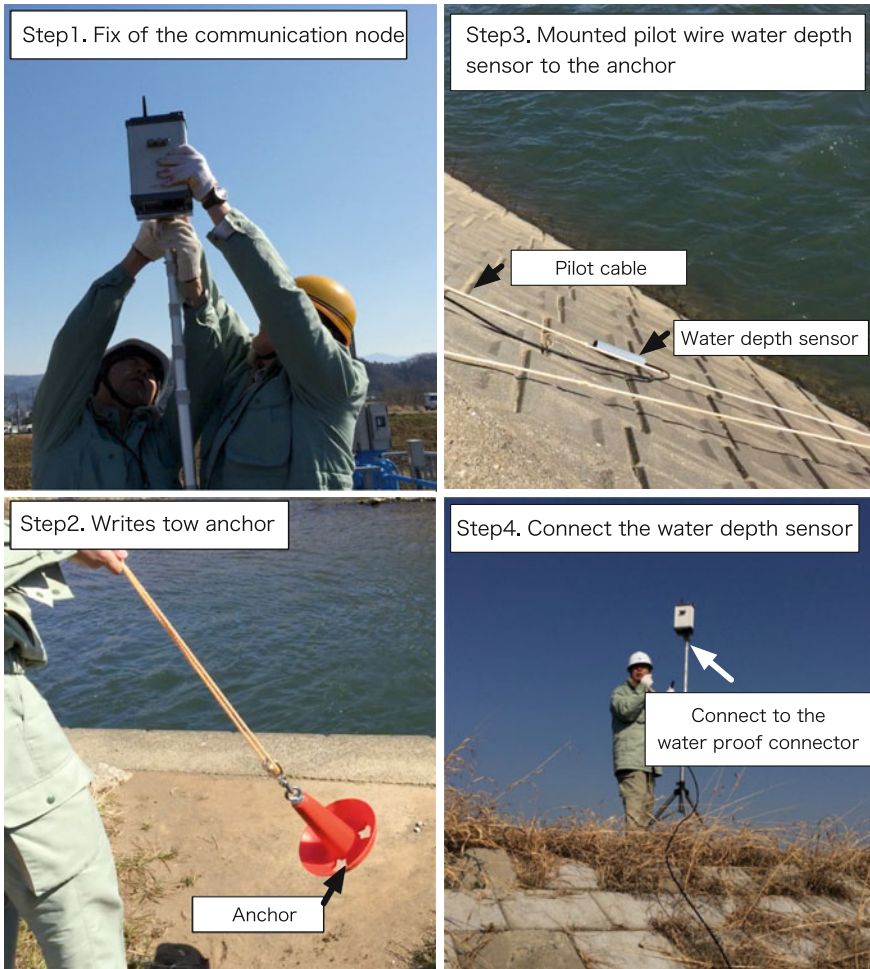 Step1. Fix of the communication node
Step2. Writes tow anchor
Anchor
Step3. Mounted pilot wire water depth
sensor to the anchor
Pilot cable
Water depth sensor
Step4. Connect the water depth sensor
Connect to the
water proof connector